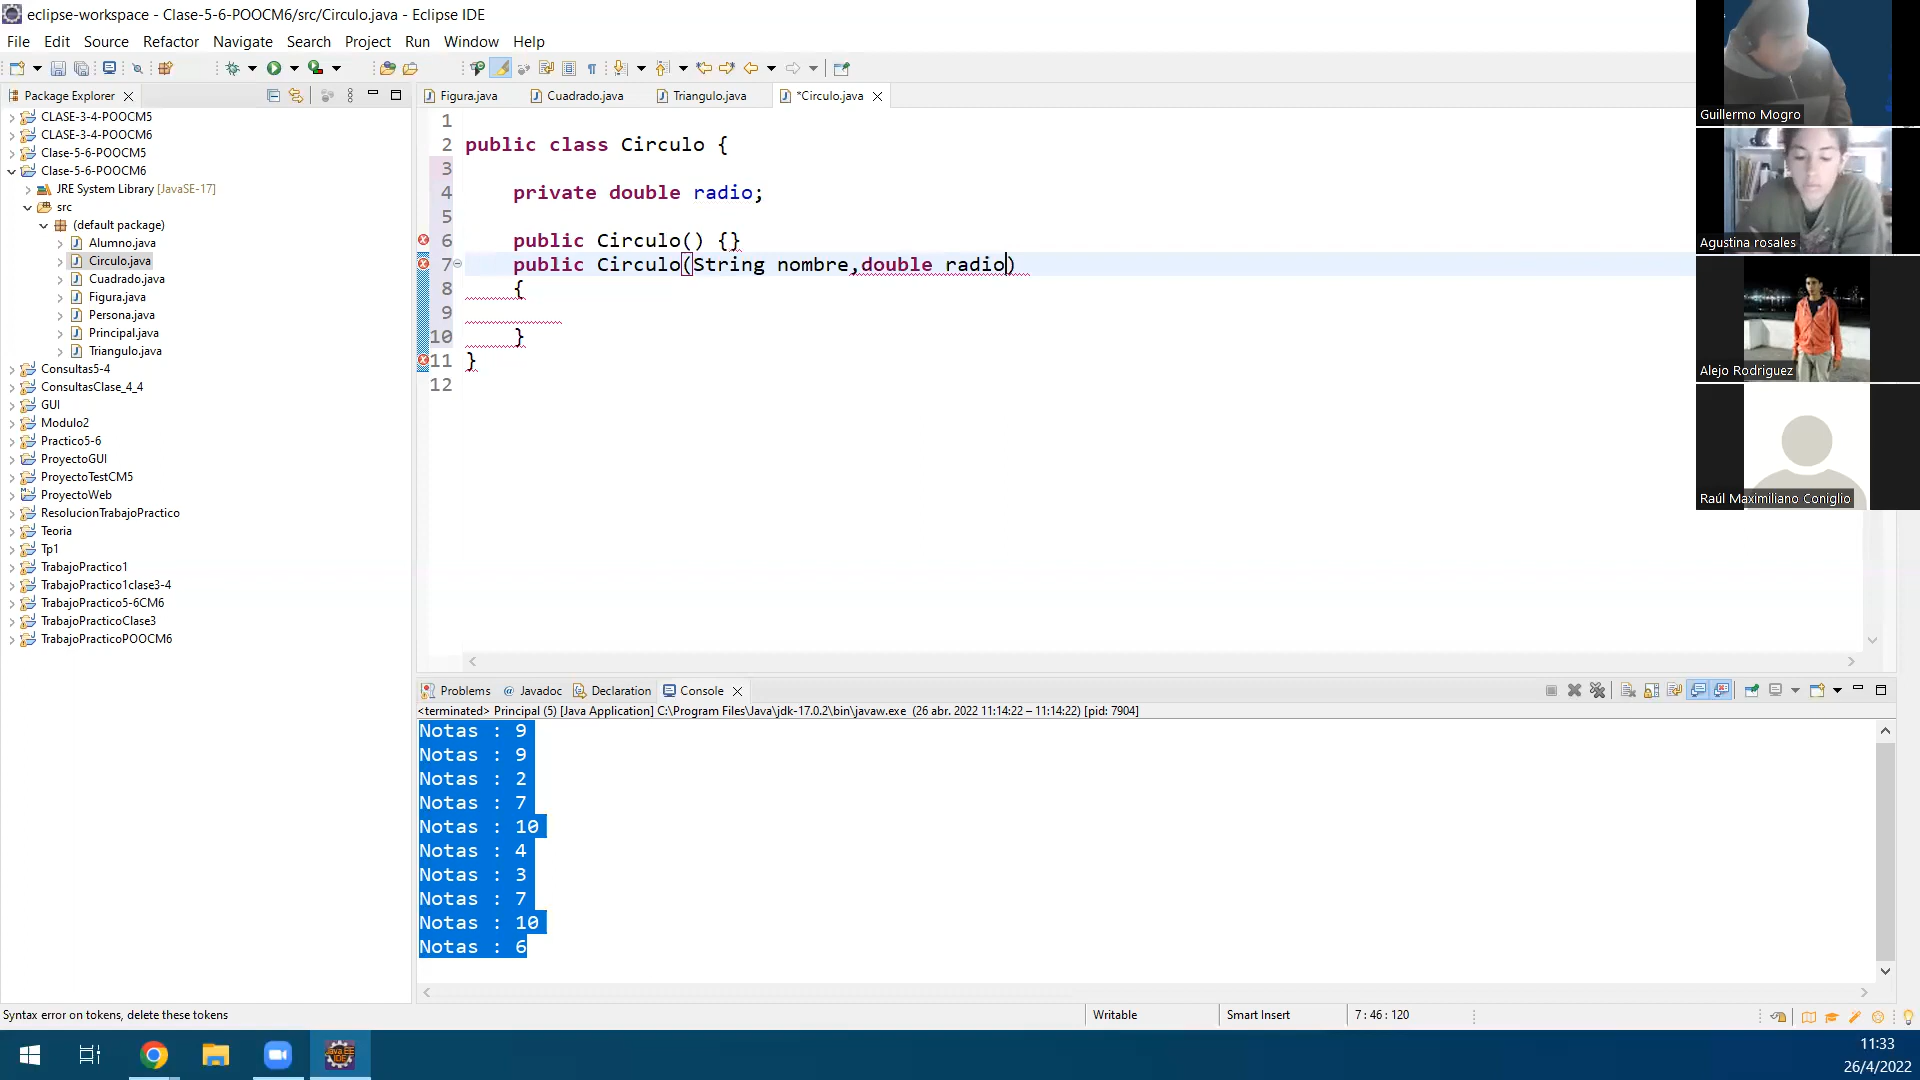 eclipse-workspace - Clase-5-6-POOCM6/src/Circulo.java - Eclipse IDE
File Edit Source Refactor Navigate Search Project Run Window Help
Package Explorer
CLASE-3-4-POOCM5
CLASE-3-4-POOCM6
Clase-5-6-POOCM5
Clase-5-6-POOCM6
JRE System Library [JavaSE-17]
src
(default package)
Alumno.java
Circulo.java
Cuadrado.java
Figura.java
Persona.java
Principal.java
Triangulo.java
Consultas5-4
ConsultasClase_4_4
GUI
Modulo2
Practico5-6
ProyectoGUI
ProyectoTestCM5
ProyectoWeb
ResolucionTrabajoPractico
Teoria
Tp1
TrabajoPractico1
TrabajoPractico1clase3-4
TrabajoPractico5-6CM6
TrabajoPracticoClase3
TrabajoPracticoPOOCM6
Figura.java Cuadrado.java Triangulo.java *Circulo.java
1
2 public class Circulo {
3
4 private double radio;
5
6 public Circulo() {}
7 public Circulo(String nombre,double radio)
8 {
9
10 }
11 }
12
Guillermo Mogro
Agustina rosales
Alejo Rodriguez
Raúl Maximiliano Coniglio
Problems Javadoc Declaration Console
<terminated> Principal (5) [Java Application] C:\Program Files\Java\jdk-17.0.2\bin\javaw.exe (26 abr. 2022 11:14:22 – 11:14:22) [pid: 7904]
Notas : 9
Notas : 9
Notas : 2
Notas : 7
Notas : 10
Notas : 4
Notas : 3
Notas : 7
Notas : 10
Notas : 6
Syntax error on tokens, delete these tokens
Writable Smart Insert 7 : 46 : 120
11:33
26/4/2022